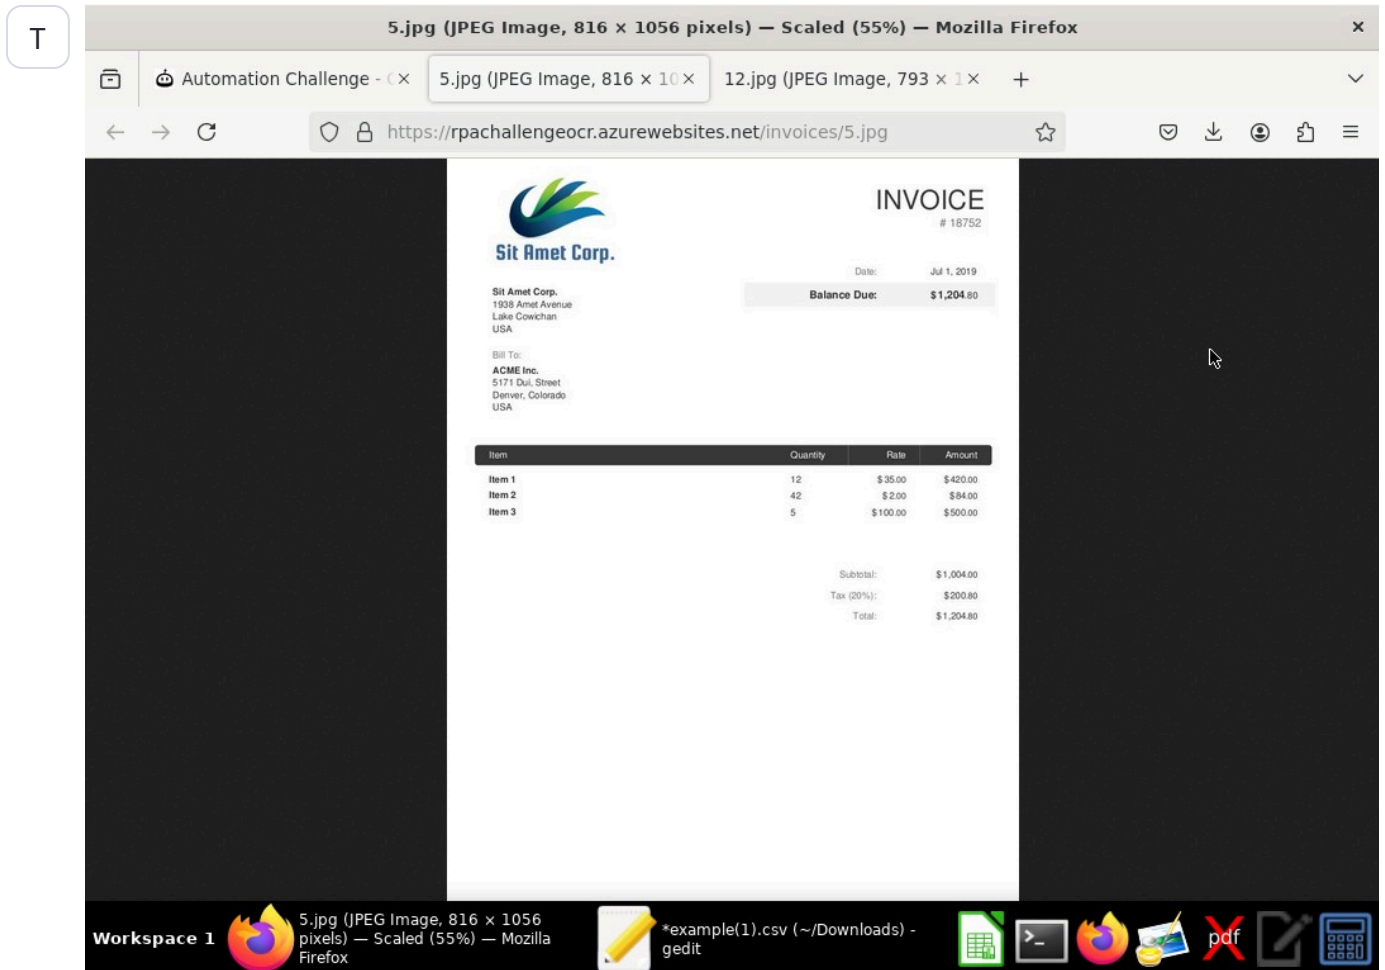 T
5.jpg (JPEG Image, 816 × 1056 pixels) — Scaled (55%) — Mozilla Firefox
Automation Challenge -
5.jpg (JPEG Image, 816 × 10
12.jpg (JPEG Image, 793 × 1
https://rpachallengeocr.azurewebsites.net/invoices/5.jpg
Sit Amet Corp.
INVOICE
# 18752
Date: Jul 1, 2019
Balance Due: $1,204.80
Sit Amet Corp.
1938 Amet Avenue
Lake Cowichan
USA
Bill To:
ACME Inc.
5171 Dui, Street
Denver, Colorado
USA
Item Quantity Rate Amount
Item 1 12 $35.00 $420.00
Item 2 42 $2.00 $84.00
Item 3 5 $100.00 $500.00
Subtotal: $1,004.00
Tax (20%): $200.80
Total: $1,204.80
Workspace 1
5.jpg (JPEG Image, 816 × 1056
pixels) — Scaled (55%) — Mozilla
Firefox
*example(1).csv (~/Downloads) -
gedit
pdf